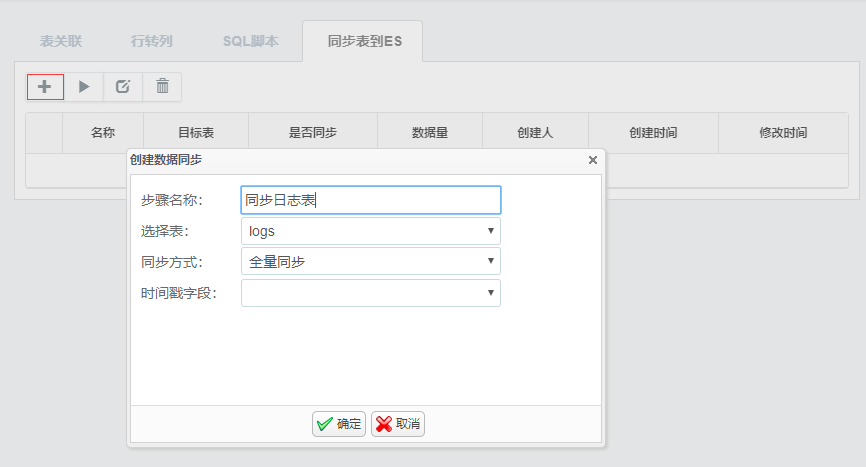 表关联 行转列 SQL脚本 同步表到ES
名称 目标表 是否同步 数据量 创建人 创建时间 修改时间
创建数据同步
步骤名称： 同步日志表
选择表： logs
同步方式： 全量同步
时间戳字段：
确定 取消